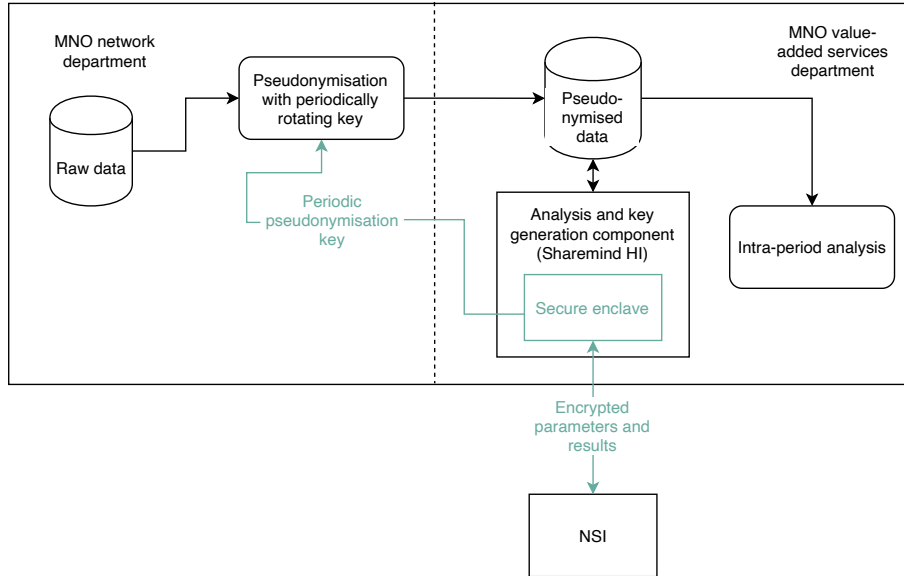 MNO network
department
Raw data
Pseudonymisation
with periodically
rotating key
Periodic
pseudonymisation
key
MNO value-
added services
department
Pseudo-
nymised
data
Analysis and key
generation component
(Sharemind HI)
Secure enclave
Intra-period analysis
Encrypted
parameters and
results
NSI